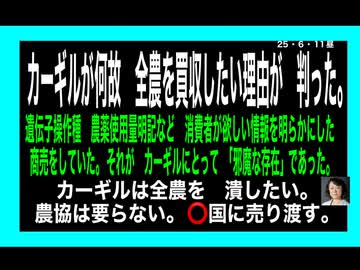 25・6・11昼
カーギルが何故　全農を買収したい理由が　判った。
遺伝子操作種　農薬使用量明記など　消費者が欲しい情報を明らかにした
商売をしていた。それが　カーギルにとって　「邪魔な存在」であった。
カーギルは全農を　潰したい。
農協は要らない。⭕国に売り渡す。